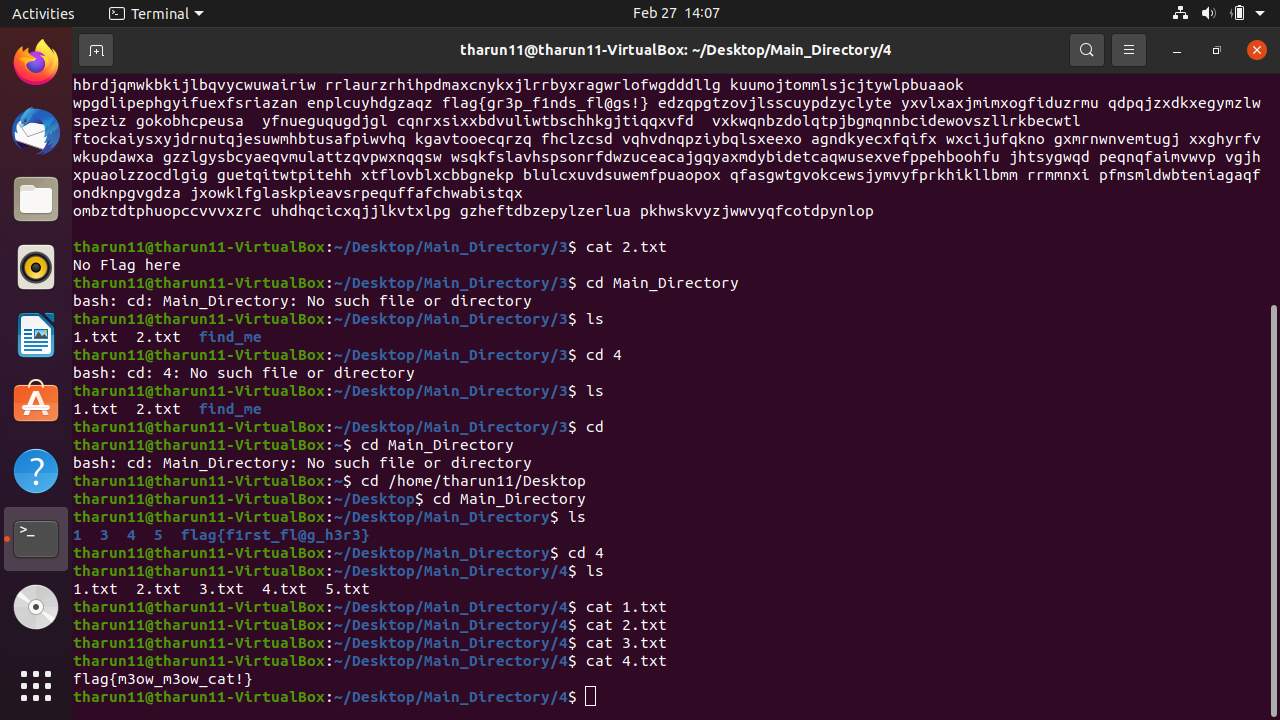 Activities
Terminal
Feb 27 14:07
tharun11@tharun11-VirtualBox: ~/Desktop/Main_Directory/4
hbrdjqmwkbkijlbqvycwuwairiw rrlaurzrhihpdmaxcnykxjlrrbyxragwrlofwgdddllg kuumojtommlsjcjtywlpbuaaok
wpgdlipephgyifuexfsriazan enplcuyhdgzaqz flag{gr3p_f1nds_fl@gs!} edzqpgtzovjlsscuypdzyclyte yxvlxaxjmimxogfiduzrmu qdpqjzxdkxegymzlw
speziz gokobhcpeusa  yfnueguqugdjgl cqnrxsixxbdvuliwtbschhkgjtiqqxvfd  vxkwqnbzdolqtpjbgmqnnbcidewovszllrkbecwtl
ftockaiysxyjdrnutqjesuwmhbtusafpiwvhq kgavtooecqrzq fhclzcsd vqhvdnqpziybqlsxeexo agndkyecxfqifx wxcijufqkno gxmrnwnvemtugj xxghyrfv
wkupdawxa gzzlgysbcyaeqvmulattzqvpwxnqqsw wsqkfslavhspsonrfdwzuceacajgqyaxmdybidetcaqwusexvefppehboohfu jhtsygwqd peqnqfaimvwvp vgjh
xpuaolzzocdlgig guetqitwtpitehh xtflovblxcbbgnekp blulcxuvdsuwemfpuaopox qfasgwtgvokcewsjymvyfprkhikllbmm rrmmnxi pfmsmldwbteniagaqf
ondknpgvgdza jxowklfglaskpieavsrpequffafchwabistqx
ombztdtphuopccvvvxzrc uhdhqcicxqjjlkvtxlpg gzheftdbzepylzerlua pkhwskvyzjwwvyqfcotdpynlop
tharun11@tharun11-VirtualBox:~/Desktop/Main_Directory/3$ cat 2.txt
No Flag here
tharun11@tharun11-VirtualBox:~/Desktop/Main_Directory/3$ cd Main_Directory
bash: cd: Main_Directory: No such file or directory
tharun11@tharun11-VirtualBox:~/Desktop/Main_Directory/3$ ls
1.txt  2.txt  find_me
tharun11@tharun11-VirtualBox:~/Desktop/Main_Directory/3$ cd 4
bash: cd: 4: No such file or directory
tharun11@tharun11-VirtualBox:~/Desktop/Main_Directory/3$ ls
1.txt  2.txt  find_me
tharun11@tharun11-VirtualBox:~/Desktop/Main_Directory/3$ cd
tharun11@tharun11-VirtualBox:~$ cd Main_Directory
bash: cd: Main_Directory: No such file or directory
tharun11@tharun11-VirtualBox:~$ cd /home/tharun11/Desktop
tharun11@tharun11-VirtualBox:~/Desktop$ cd Main_Directory
tharun11@tharun11-VirtualBox:~/Desktop/Main_Directory$ ls
1  3  4  5  flag{f1rst_fl@g_h3r3}
tharun11@tharun11-VirtualBox:~/Desktop/Main_Directory$ cd 4
tharun11@tharun11-VirtualBox:~/Desktop/Main_Directory/4$ ls
1.txt  2.txt  3.txt  4.txt  5.txt
tharun11@tharun11-VirtualBox:~/Desktop/Main_Directory/4$ cat 1.txt
tharun11@tharun11-VirtualBox:~/Desktop/Main_Directory/4$ cat 2.txt
tharun11@tharun11-VirtualBox:~/Desktop/Main_Directory/4$ cat 3.txt
tharun11@tharun11-VirtualBox:~/Desktop/Main_Directory/4$ cat 4.txt
flag{m3ow_m3ow_cat!}
tharun11@tharun11-VirtualBox:~/Desktop/Main_Directory/4$